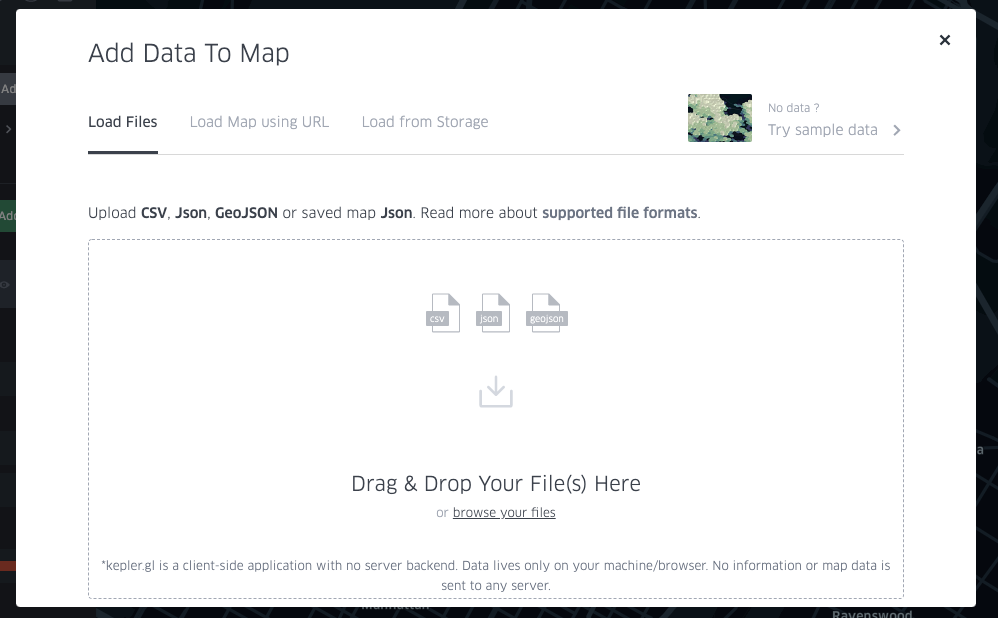 Add Data To Map
Load Files
Load Map using URL
Load from Storage
No data ?
Try sample data
Upload CSV, Json, GeoJSON or saved map Json. Read more about supported file formats.
csv
json
geojson
Drag & Drop Your File(s) Here
or browse your files
*kepler.gl is a client-side application with no server backend. Data lives only on your machine/browser. No information or map data is
sent to any server.
Manhattan
Ravenswood